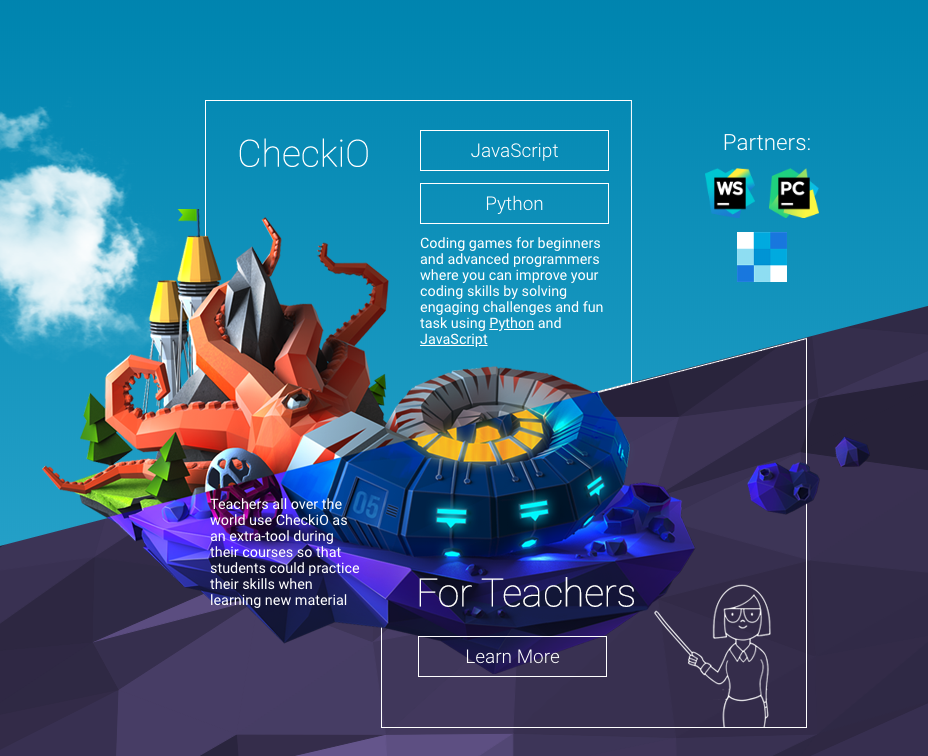 CheckiO
JavaScript
Python
Coding games for beginners
and advanced programmers
where you can improve your
coding skills by solving
engaging challenges and fun
task using Python and
JavaScript
Partners:
WS
PC
05
Teachers all over the
world use CheckiO as
an extra-tool during
their courses so that
students could practice
their skills when
learning new material
For Teachers
Learn More